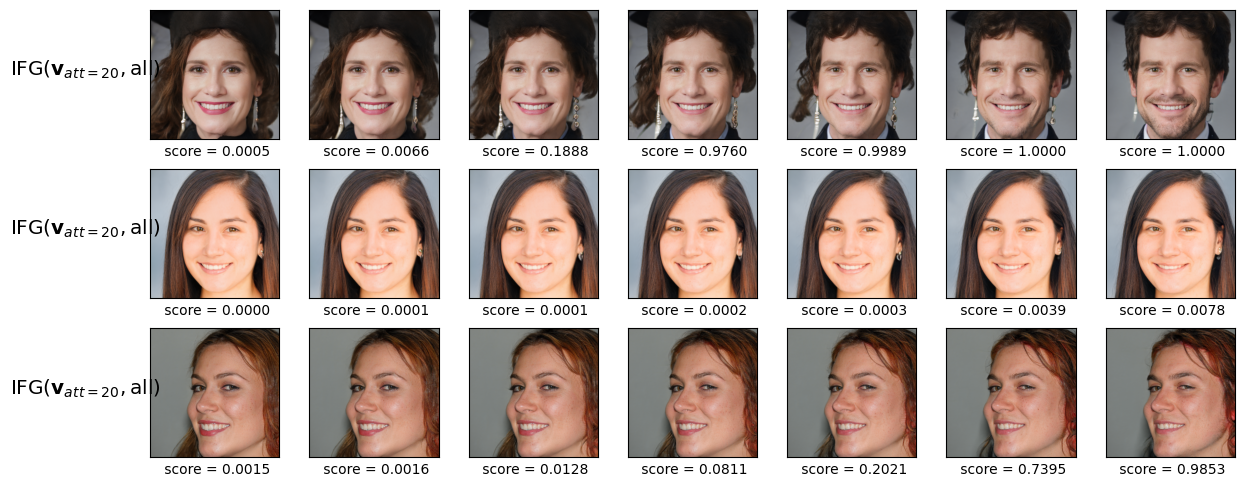 IFG(v_{att=20}, all)
score = 0.0005 score = 0.0066 score = 0.1888 score = 0.9760 score = 0.9989 score = 1.0000 score = 1.0000
IFG(v_{att=20}, all)
score = 0.0000 score = 0.0001 score = 0.0001 score = 0.0002 score = 0.0003 score = 0.0039 score = 0.0078
IFG(v_{att=20}, all)
score = 0.0015 score = 0.0016 score = 0.0128 score = 0.0811 score = 0.2021 score = 0.7395 score = 0.9853